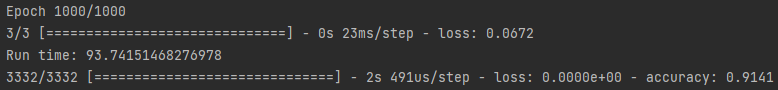 Epoch 1000/1000
3/3 [==============================] - 0s 23ms/step - loss: 0.0672
Run time: 93.74151468276978
3332/3332 [==============================] - 2s 491us/step - loss: 0.0000e+00 - accuracy: 0.9141